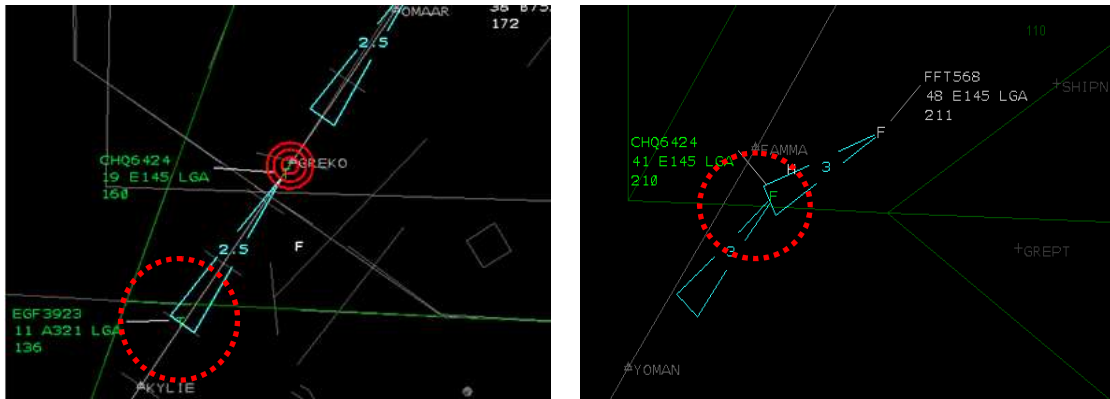 OMAAR
38 B75
172
2.5
CHQ6424
19 E145 LGA
160
GREKO
2.5
F
EGF3923
11 A321 LGA
136
KYLIE
110
FFT568
48 E145 LGA
211
SHIPN
F
CHQ6424
41 E145 LGA
210
FAMMA
H
3
F
3
GREPT
YOMAN